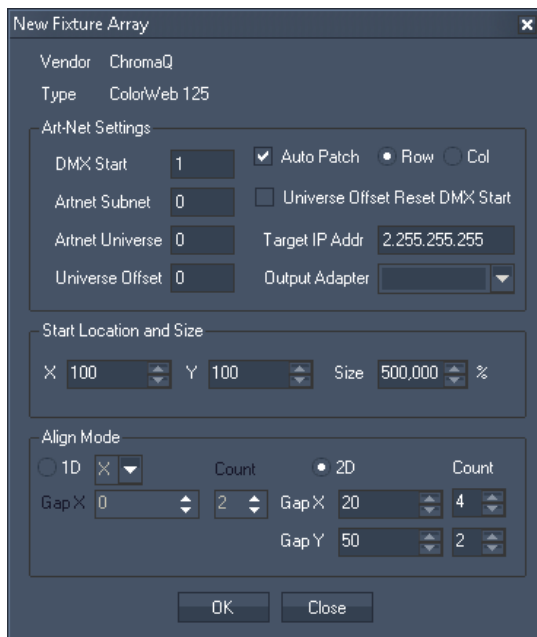 New Fixture Array
Vendor ChromaQ
Type ColorWeb 125
Art-Net Settings
DMX Start 1 Auto Patch Row Col
Artnet Subnet 0 Universe Offset Reset DMX Start
Artnet Universe 0 Target IP Addr 2.255.255.255
Universe Offset 0 Output Adapter
Start Location and Size
X 100 Y 100 Size 500,000 %
Align Mode
1D X Count 2D Count
Gap X 0 2 Gap X 20 4
Gap Y 50 2
OK Close